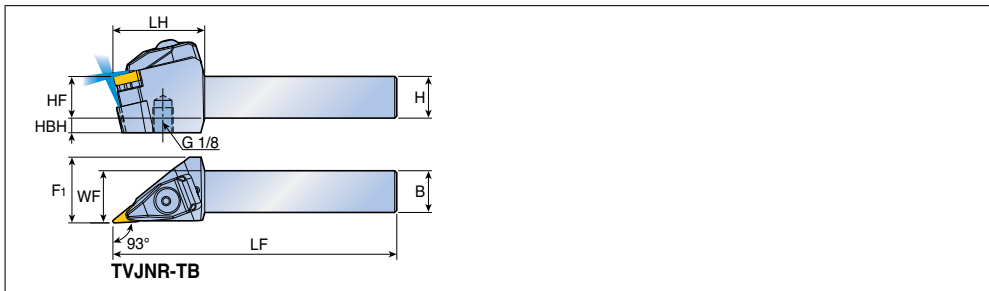 LH
HF
H
HBH
G 1/8
F1
WF
B
93°
LF
TVJNR-TB